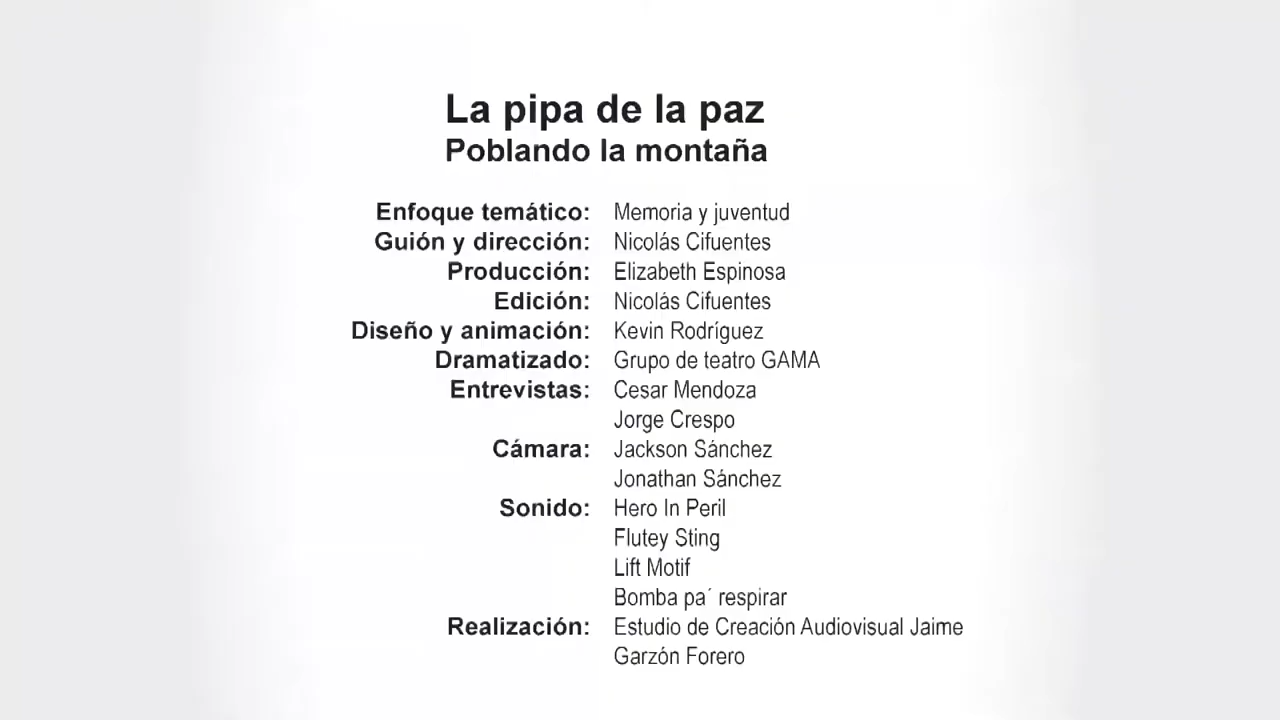 La pipa de la paz
Poblando la montaña
Enfoque temático: Memoria y juventud
Guión y dirección: Nicolás Cifuentes
Producción: Elizabeth Espinosa
Edición: Nicolás Cifuentes
Diseño y animación: Kevin Rodríguez
Dramatizado: Grupo de teatro GAMA
Entrevistas: Cesar Mendoza
Jorge Crespo
Cámara: Jackson Sánchez
Jonathan Sánchez
Sonido: Hero In Peril
Flutey Sting
Lift Motif
Bomba pa´ respirar
Realización: Estudio de Creación Audiovisual Jaime
Garzón Forero